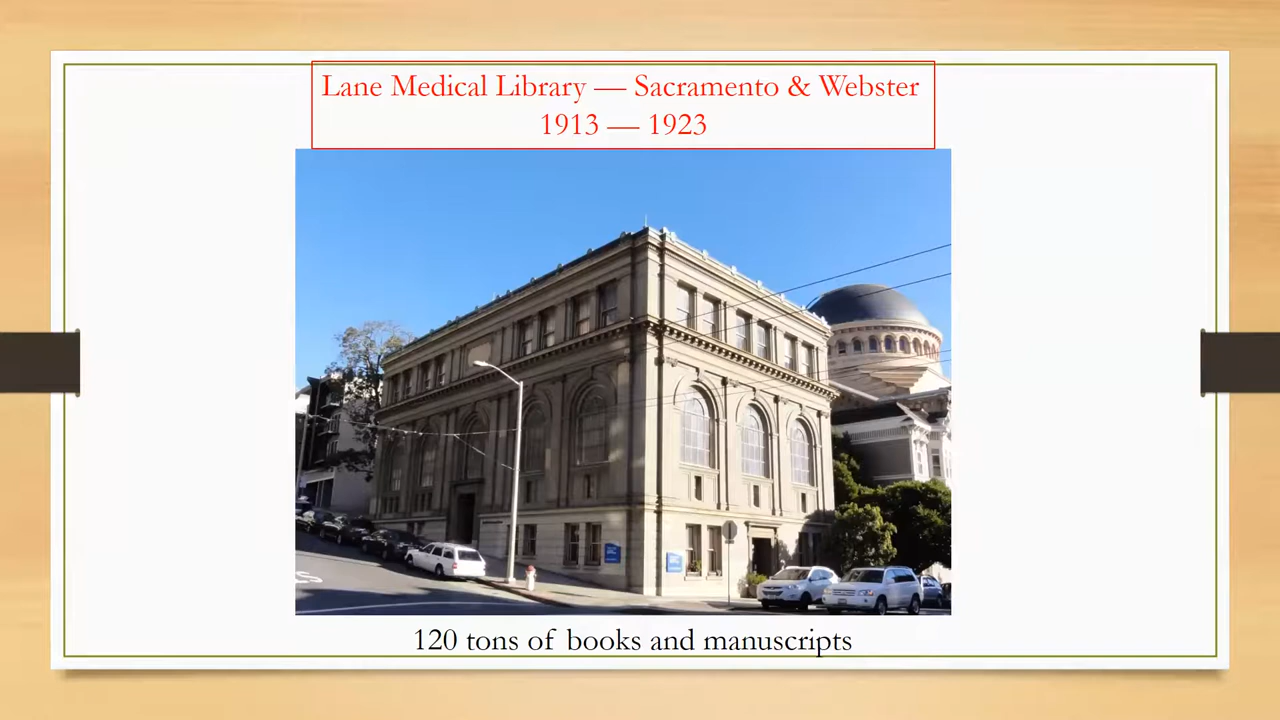 Lane Medical Library — Sacramento & Webster
1913 — 1923
120 tons of books and manuscripts